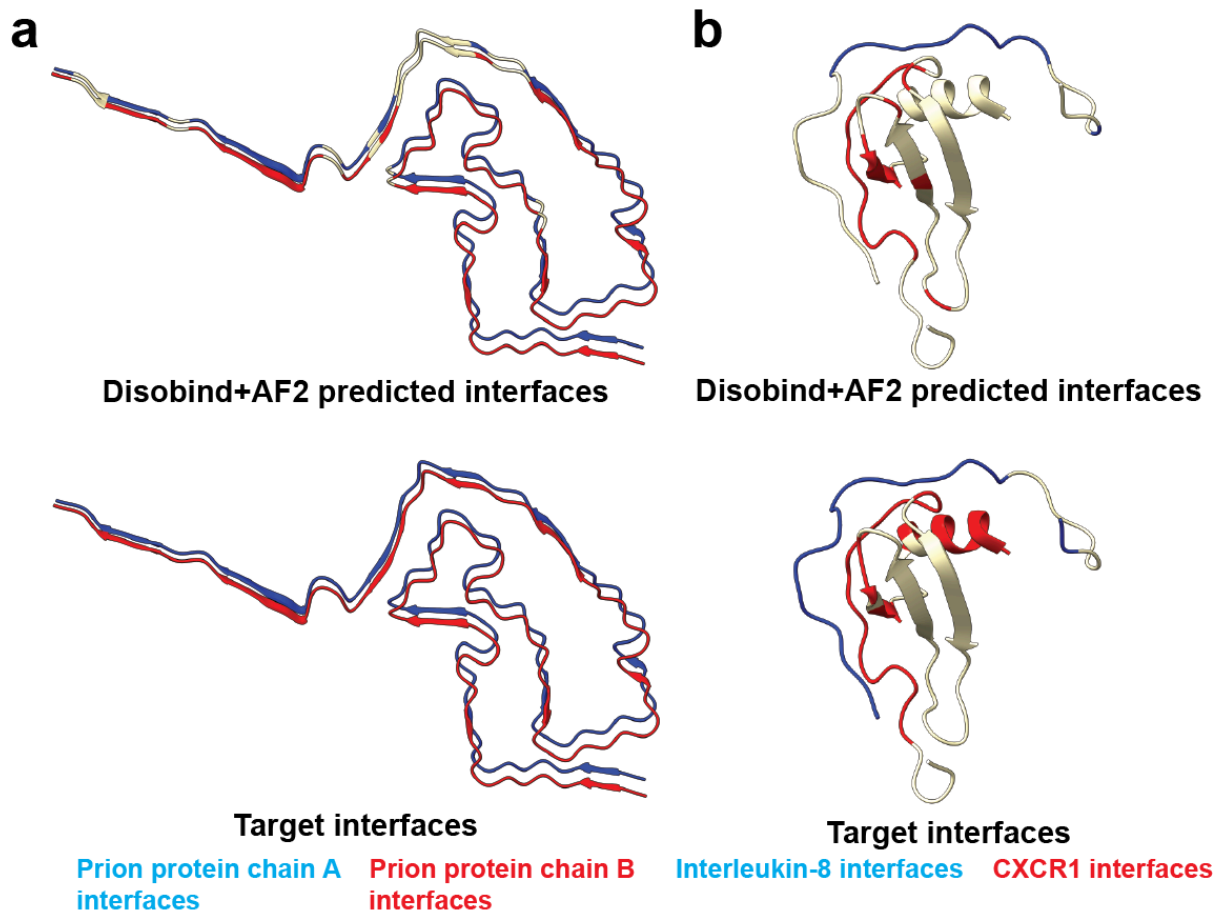 a
b
Disobind+AF2 predicted interfaces
Disobind+AF2 predicted interfaces
Target interfaces
Target interfaces
Prion protein chain A
interfaces
Prion protein chain B
interfaces
Interleukin-8 interfaces
CXCR1 interfaces